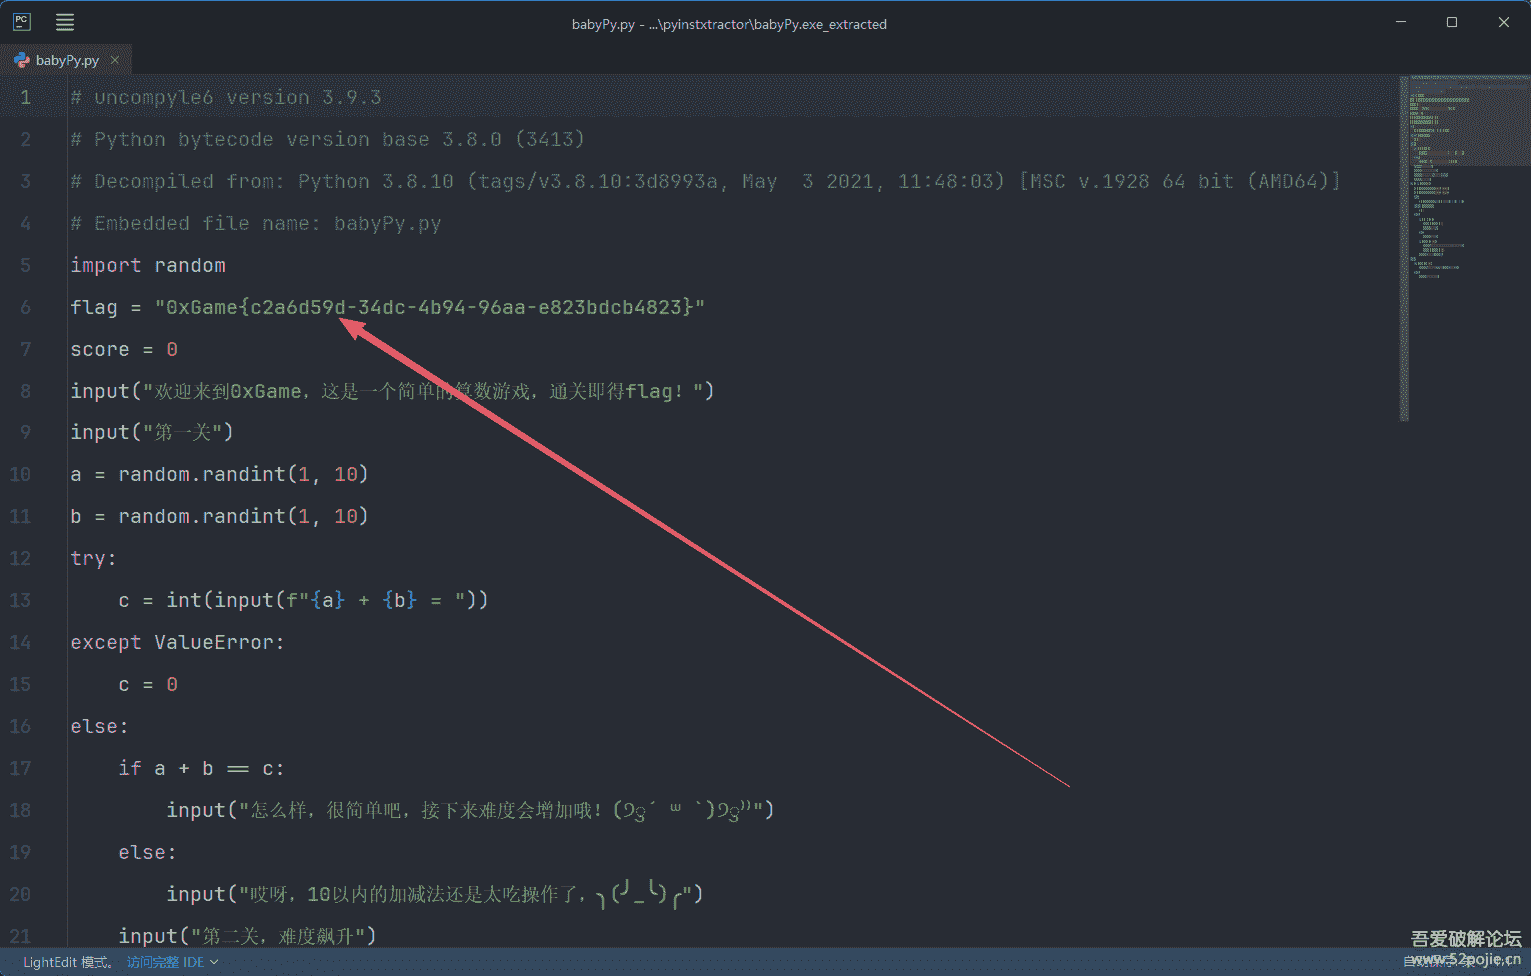 PC
babyPy.py - ...\pyinstxtractor\babyPy.exe_extracted
babyPy.py
1 # uncompyle6 version 3.9.3
2 # Python bytecode version base 3.8.0 (3413)
3 # Decompiled from: Python 3.8.10 (tags/v3.8.10:3d8993a, May  3 2021, 11:48:03) [MSC v.1928 64 bit (AMD64)]
4 # Embedded file name: babyPy.py
5 import random
6 flag = "0xGame{c2a6d59d-34dc-4b94-96aa-e823bdcb4823}"
7 score = 0
8 input("欢迎来到0xGame，这是一个简单的算数游戏，通关即得flag！")
9 input("第一关")
10 a = random.randint(1, 10)
11 b = random.randint(1, 10)
12 try:
13     c = int(input(f"{a} + {b} = "))
14 except ValueError:
15     c = 0
16 else:
17     if a + b == c:
18         input("怎么样，很简单吧，接下来难度会增加哦！(੭ु´ ᐜ `)੭ु⁾⁾")
19     else:
20         input("哎呀，10以内的加减法还是太吃操作了，╮(╯_╰)╭")
21     input("第二关，难度飙升")
LightEdit 模式。 访问完整 IDE
吾爱破解论坛
www.52pojie.cn